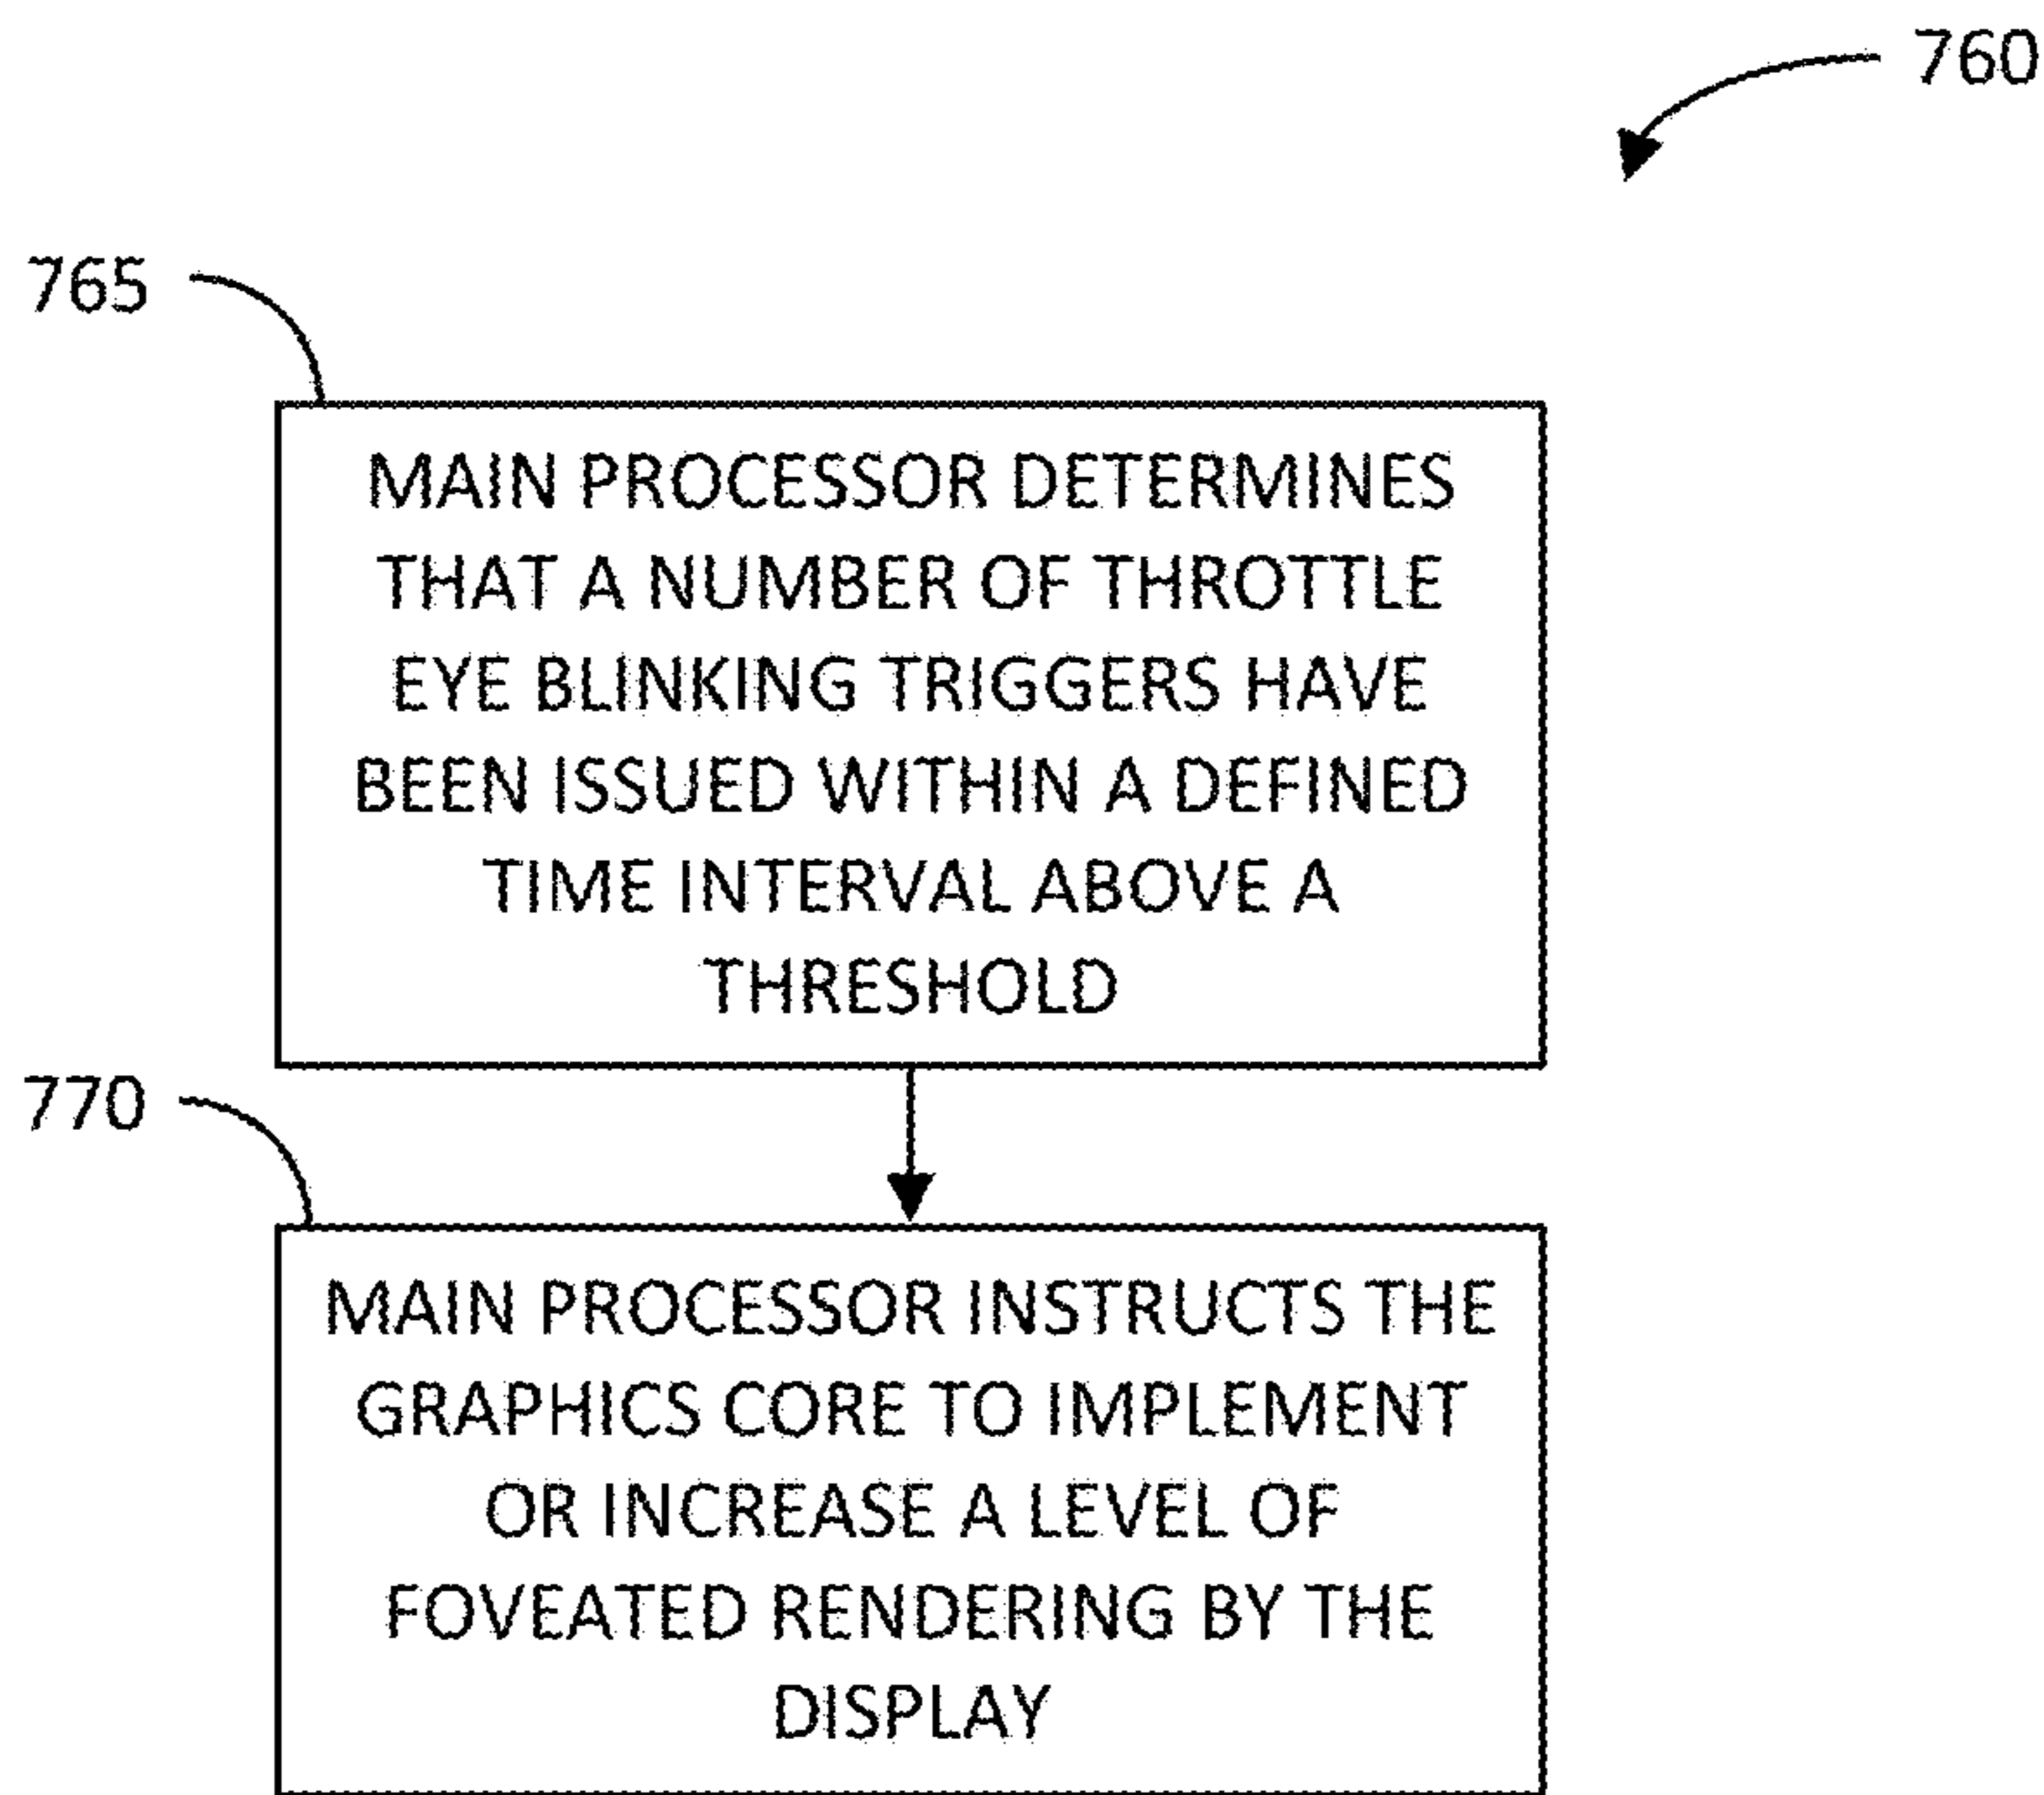 760
765
MAIN PROCESSOR DETERMINES
THAT A NUMBER OF THROTTLE
EYE BLINKING TRIGGERS HAVE
BEEN ISSUED WITHIN A DEFINED
TIME INTERVAL ABOVE A
THRESHOLD
770
MAIN PROCESSOR INSTRUCTS THE
GRAPHICS CORE TO IMPLEMENT
OR INCREASE A LEVEL OF
FOVEATED RENDERING BY THE
DISPLAY